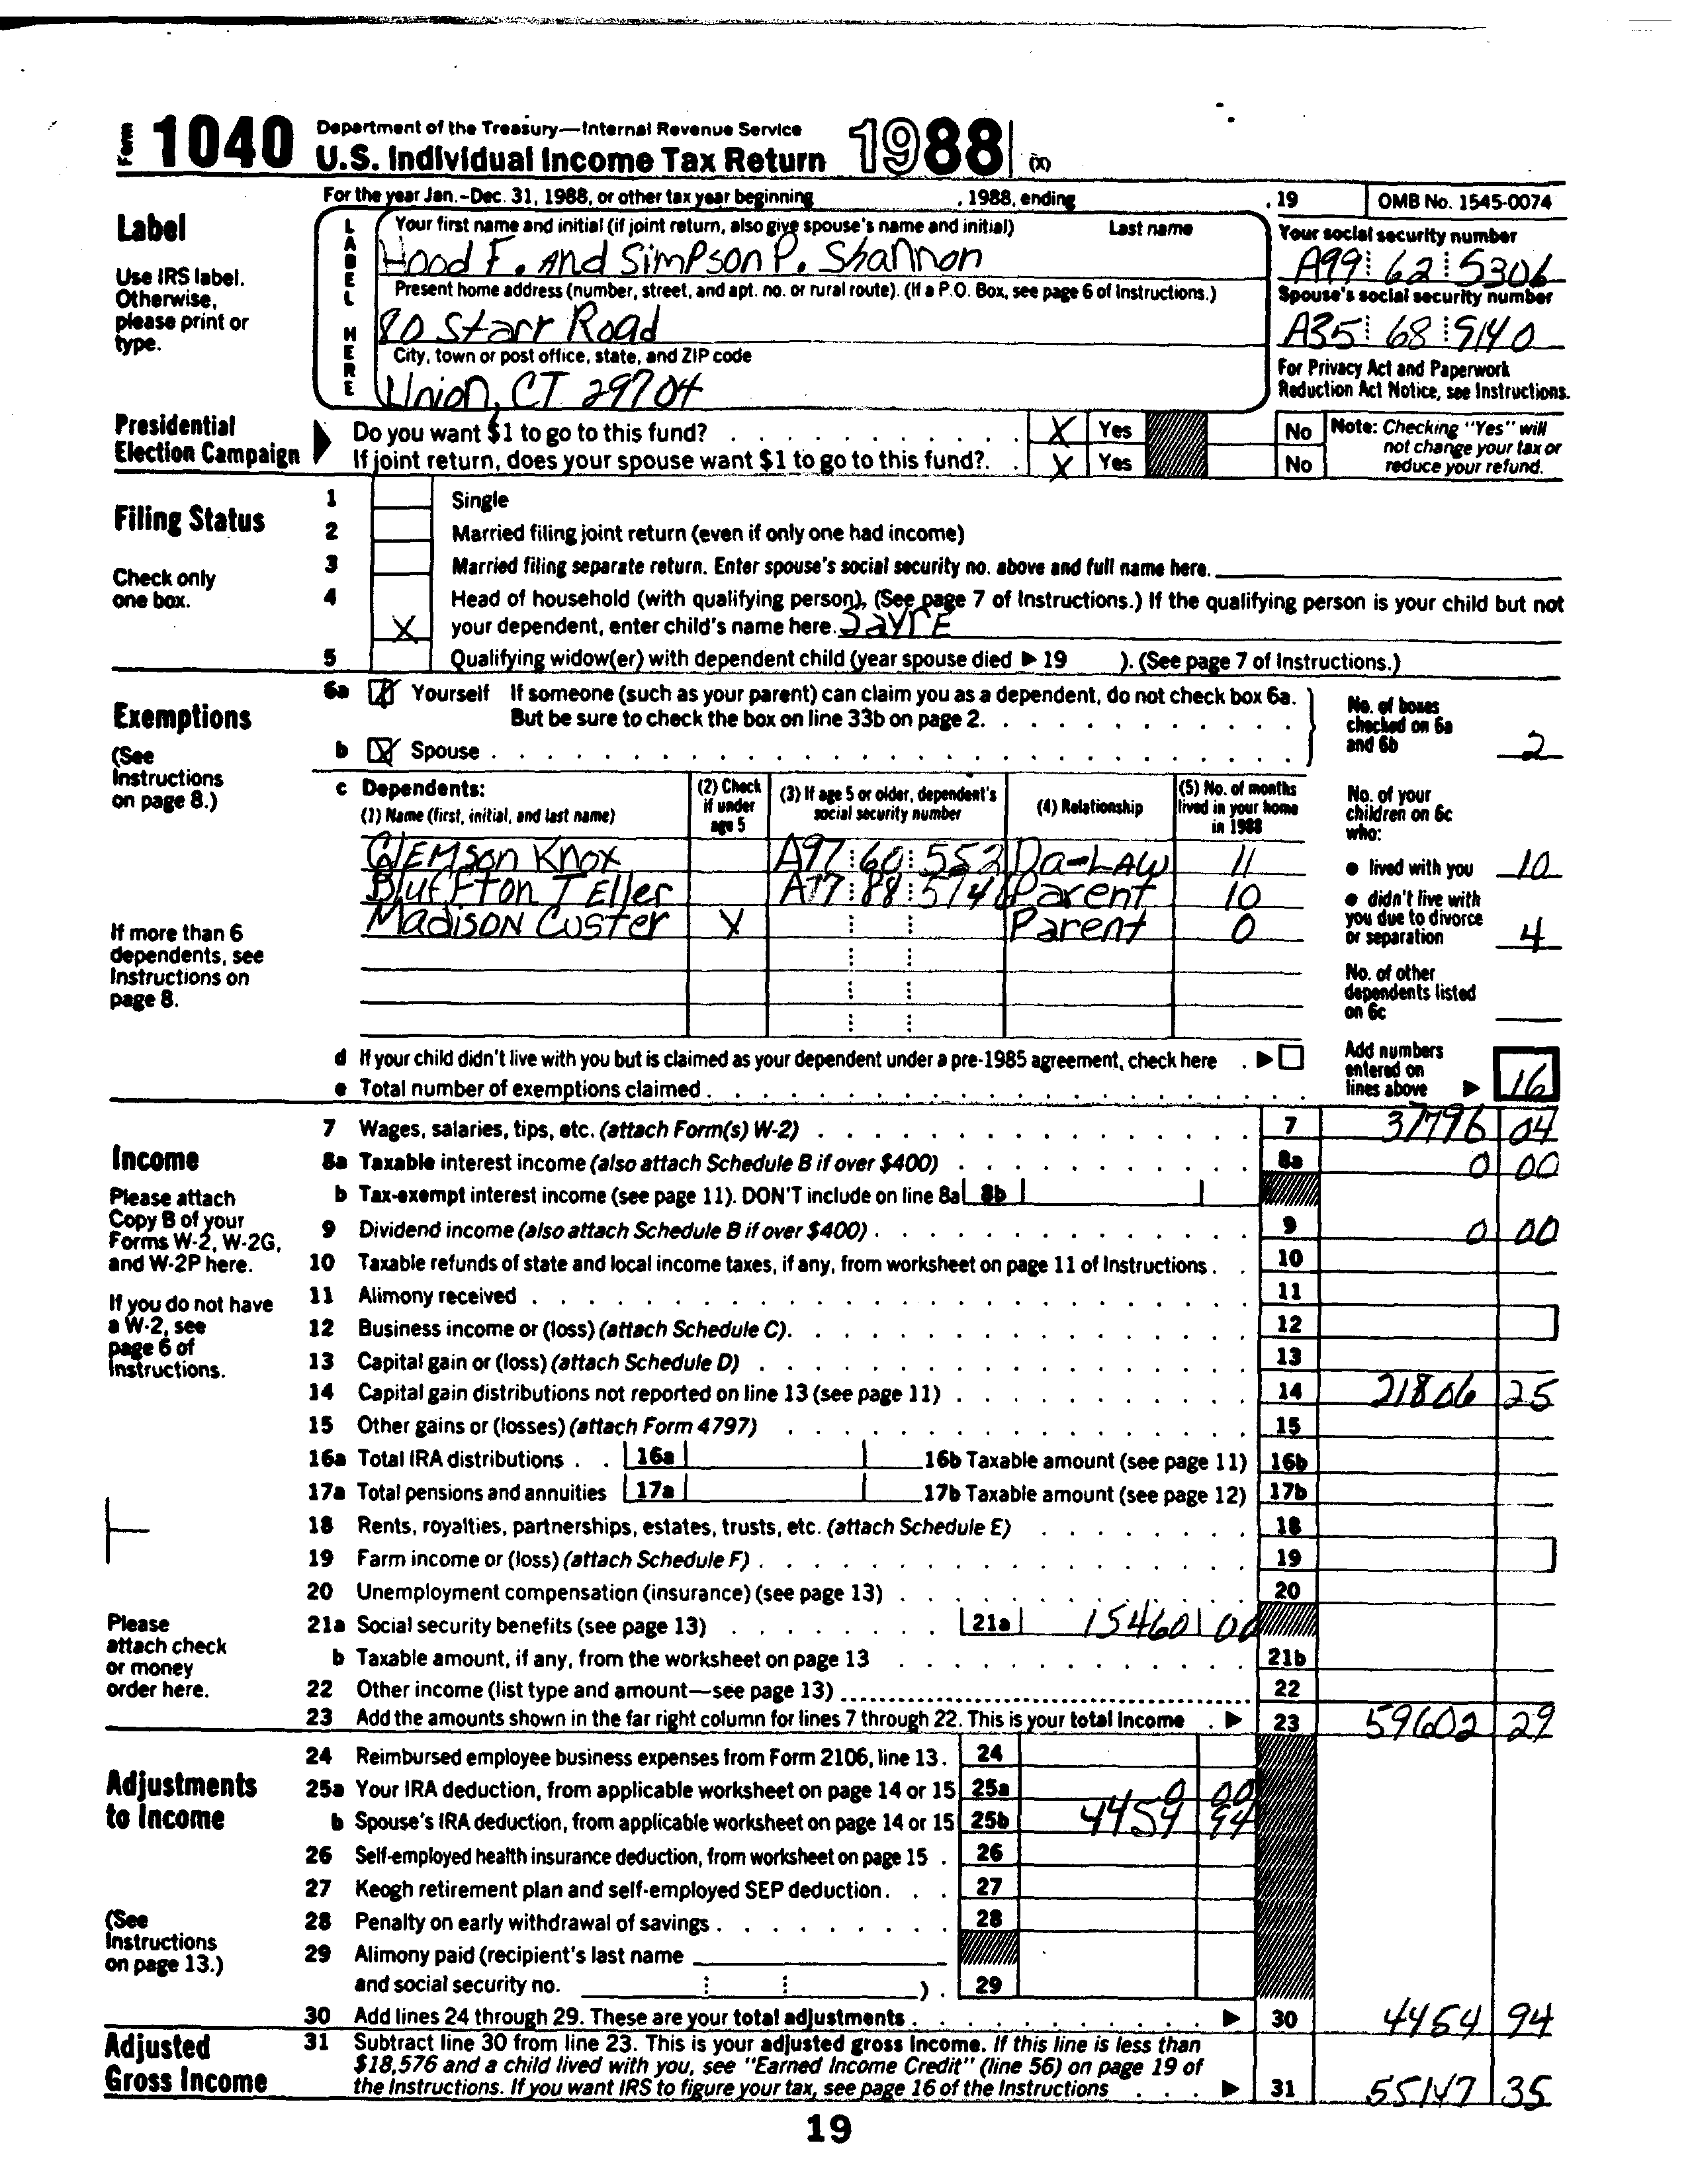 Form 1040 Department of the Treasury—Internal Revenue Service
U.S. Individual Income Tax Return 1988 (X)
For the year Jan.-Dec. 31, 1988, or other tax year beginning , 1988, ending , 19 OMB No. 1545-0074
Label
Use IRS label.
Otherwise,
please print or
type.
LABEL HERE
Your first name and initial (if joint return, also give spouse's name and initial) Last name
Hood F. And Simpson P. Shannon
Your social security number
A99 62 5306
Present home address (number, street, and apt. no. or rural route). (If a P.O. Box, see page 6 of Instructions.)
80 Starr Road
Spouse's social security number
A35 68 9140
City, town or post office, state, and ZIP code
Union, CT 29704
For Privacy Act and Paperwork
Reduction Act Notice, see Instructions.
Presidential
Election Campaign
Do you want $1 to go to this fund? X Yes No
If joint return, does your spouse want $1 to go to this fund? X Yes No
Note: Checking "Yes" will
not change your tax or
reduce your refund.
Filing Status
Check only
one box.
1 Single
2 Married filing joint return (even if only one had income)
3 Married filing separate return. Enter spouse's social security no. above and full name here.
4 Head of household (with qualifying person), (See page 7 of Instructions.) If the qualifying person is your child but not
X your dependent, enter child's name here. SayrE
5 Qualifying widow(er) with dependent child (year spouse died ▶ 19 ). (See page 7 of Instructions.)
Exemptions
(See
Instructions
on page 8.)
6a X Yourself If someone (such as your parent) can claim you as a dependent, do not check box 6a.
But be sure to check the box on line 33b on page 2.
b X Spouse
No. of boxes
checked on 6a
and 6b 2
c Dependents:
(1) Name (first, initial, and last name)
(2) Check
if under
age 5
(3) If age 5 or older, dependent's
social security number
(4) Relationship
(5) No. of months
lived in your home
in 1988
ClEMson Knox A97 60 552 Da-LAW 11
Bluffton T Eller A77 88 5748 Parent 10
Madison Custer X Parent 0
If more than 6
dependents, see
Instructions on
page 8.
No. of your
children on 6c
who:
● lived with you 10
● didn't live with
you due to divorce
or separation 4
No. of other
dependents listed
on 6c
d If your child didn't live with you but is claimed as your dependent under a pre-1985 agreement, check here ▶
e Total number of exemptions claimed
Add numbers
entered on
lines above ▶ 16
Income
Please attach
Copy B of your
Forms W-2, W-2G,
and W-2P here.
If you do not have
a W-2, see
page 6 of
Instructions.
Please
attach check
or money
order here.
7 Wages, salaries, tips, etc. (attach Form(s) W-2) 7 37796 04
8a Taxable interest income (also attach Schedule B if over $400) 8a 0 00
b Tax-exempt interest income (see page 11). DON'T include on line 8a 8b
9 Dividend income (also attach Schedule B if over $400) 9 0 00
10 Taxable refunds of state and local income taxes, if any, from worksheet on page 11 of Instructions 10
11 Alimony received 11
12 Business income or (loss) (attach Schedule C) 12
13 Capital gain or (loss) (attach Schedule D) 13
14 Capital gain distributions not reported on line 13 (see page 11) 14 21806 25
15 Other gains or (losses) (attach Form 4797) 15
16a Total IRA distributions 16a 16b Taxable amount (see page 11) 16b
17a Total pensions and annuities 17a 17b Taxable amount (see page 12) 17b
18 Rents, royalties, partnerships, estates, trusts, etc. (attach Schedule E) 18
19 Farm income or (loss) (attach Schedule F) 19
20 Unemployment compensation (insurance) (see page 13) 20
21a Social security benefits (see page 13) 21a 15460 00
b Taxable amount, if any, from the worksheet on page 13 21b
22 Other income (list type and amount—see page 13) 22
23 Add the amounts shown in the far right column for lines 7 through 22. This is your total income ▶ 23 59602 29
Adjustments
to Income
(See
Instructions
on page 13.)
24 Reimbursed employee business expenses from Form 2106, line 13. 24
25a Your IRA deduction, from applicable worksheet on page 14 or 15 25a 0 00
b Spouse's IRA deduction, from applicable worksheet on page 14 or 15 25b 4454 94
26 Self-employed health insurance deduction, from worksheet on page 15 26
27 Keogh retirement plan and self-employed SEP deduction 27
28 Penalty on early withdrawal of savings 28
29 Alimony paid (recipient's last name
and social security no. ) 29
30 Add lines 24 through 29. These are your total adjustments ▶ 30 4454 94
Adjusted
Gross Income
31 Subtract line 30 from line 23. This is your adjusted gross income. If this line is less than
$18,576 and a child lived with you, see "Earned Income Credit" (line 56) on page 19 of
the Instructions. If you want IRS to figure your tax, see page 16 of the Instructions ▶ 31 55147 35
19